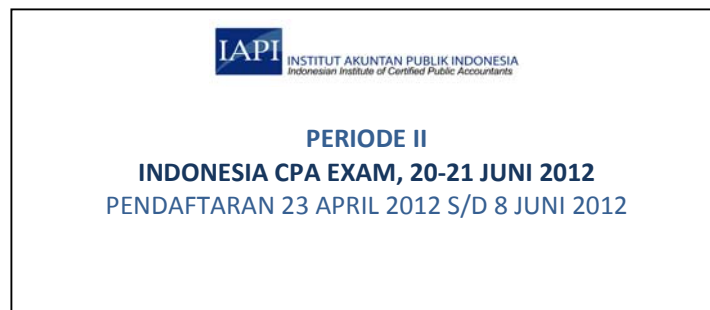 IAPI
INSTITUT AKUNTAN PUBLIK INDONESIA
Indonesian Institute of Certified Public Accountants
PERIODE II
INDONESIA CPA EXAM, 20-21 JUNI 2012
PENDAFTARAN 23 APRIL 2012 S/D 8 JUNI 2012